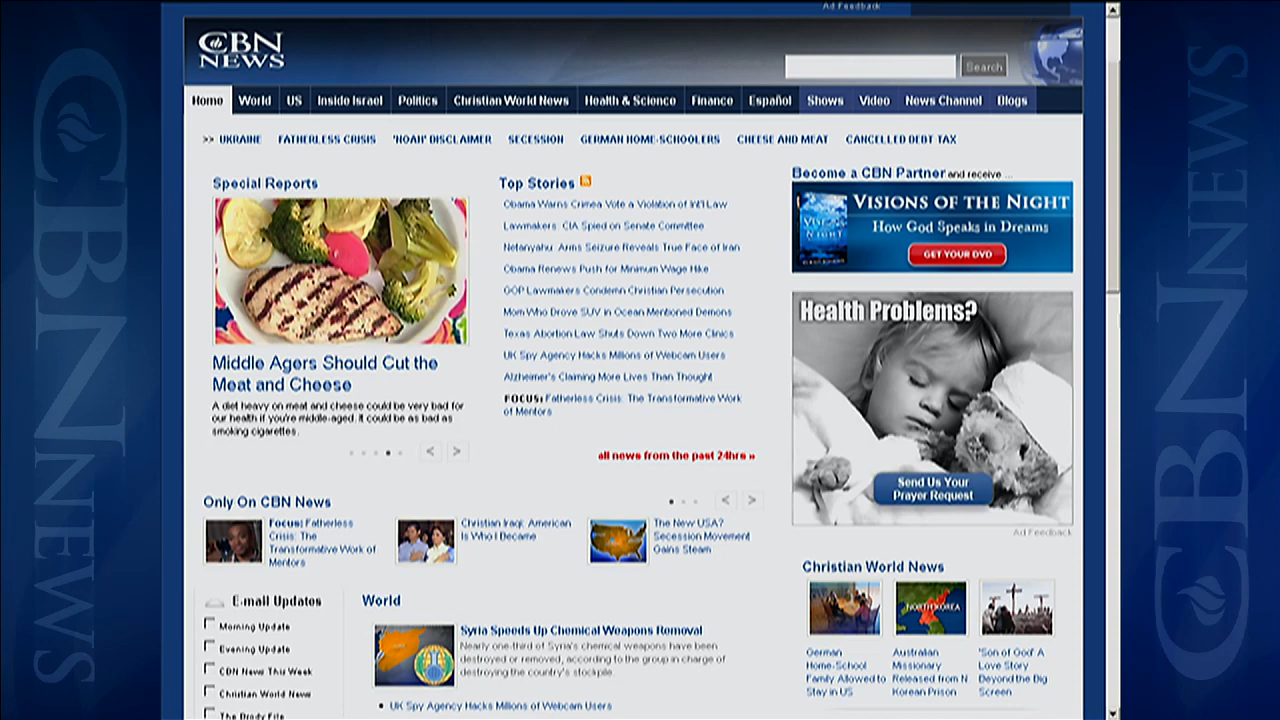 Ad Feedback
CBN
NEWS
Search
Home World US Inside Israel Politics Christian World News Health & Science Finance Español Shows Video News Channel Blogs
>> UKRAINE FATHERLESS CRISIS 'NOAH' DISCLAIMER SECESSION GERMAN HOME-SCHOOLERS CHEESE AND MEAT CANCELLED DEBT TAX
Special Reports
Middle Agers Should Cut the
Meat and Cheese
A diet heavy on meat and cheese could be very bad for
our health if you're middle-aged. It could be as bad as
smoking cigarettes.
< >
Top Stories
Obama Warns Crimea Vote a Violation of Int'l Law
Lawmakers: CIA Spied on Senate Committee
Netanyahu: Arms Seizure Reveals True Face of Iran
Obama Renews Push for Minimum Wage Hike
GOP Lawmakers Condemn Christian Persecution
Mom Who Drove SUV in Ocean Mentioned Demons
Texas Abortion Law Shuts Down Two More Clinics
UK Spy Agency Hacks Millions of Webcam Users
Alzheimer's Claiming More Lives Than Thought
FOCUS: Fatherless Crisis: The Transformative Work
of Mentors
all news from the past 24hrs »
Become a CBN Partner and receive ...
VISIONS OF THE NIGHT
How God Speaks in Dreams
GET YOUR DVD
VISIONS
NIGHT
Health Problems?
Send Us Your
Prayer Request
Ad Feedback
Only On CBN News
< >
Focus: Fatherless
Crisis: The
Transformative Work of
Mentors
Christian Iraqi: American
Is Who I Became
The New USA?
Secession Movement
Gains Steam
E-mail Updates
Morning Update
Evening Update
CBN News This Week
Christian World News
The Brody File
World
Syria Speeds Up Chemical Weapons Removal
Nearly one-third of Syria's chemical weapons have been
destroyed or removed, according to the group in charge of
destroying the country's stockpile.
• UK Spy Agency Hacks Millions of Webcam Users
Christian World News
NORTH KOREA
German
Home-School
Family Allowed to
Stay in US
Australian
Missionary
Released from N.
Korean Prison
'Son of God' A
Love Story
Beyond the Big
Screen
CBN NEWS
CBN NEWS